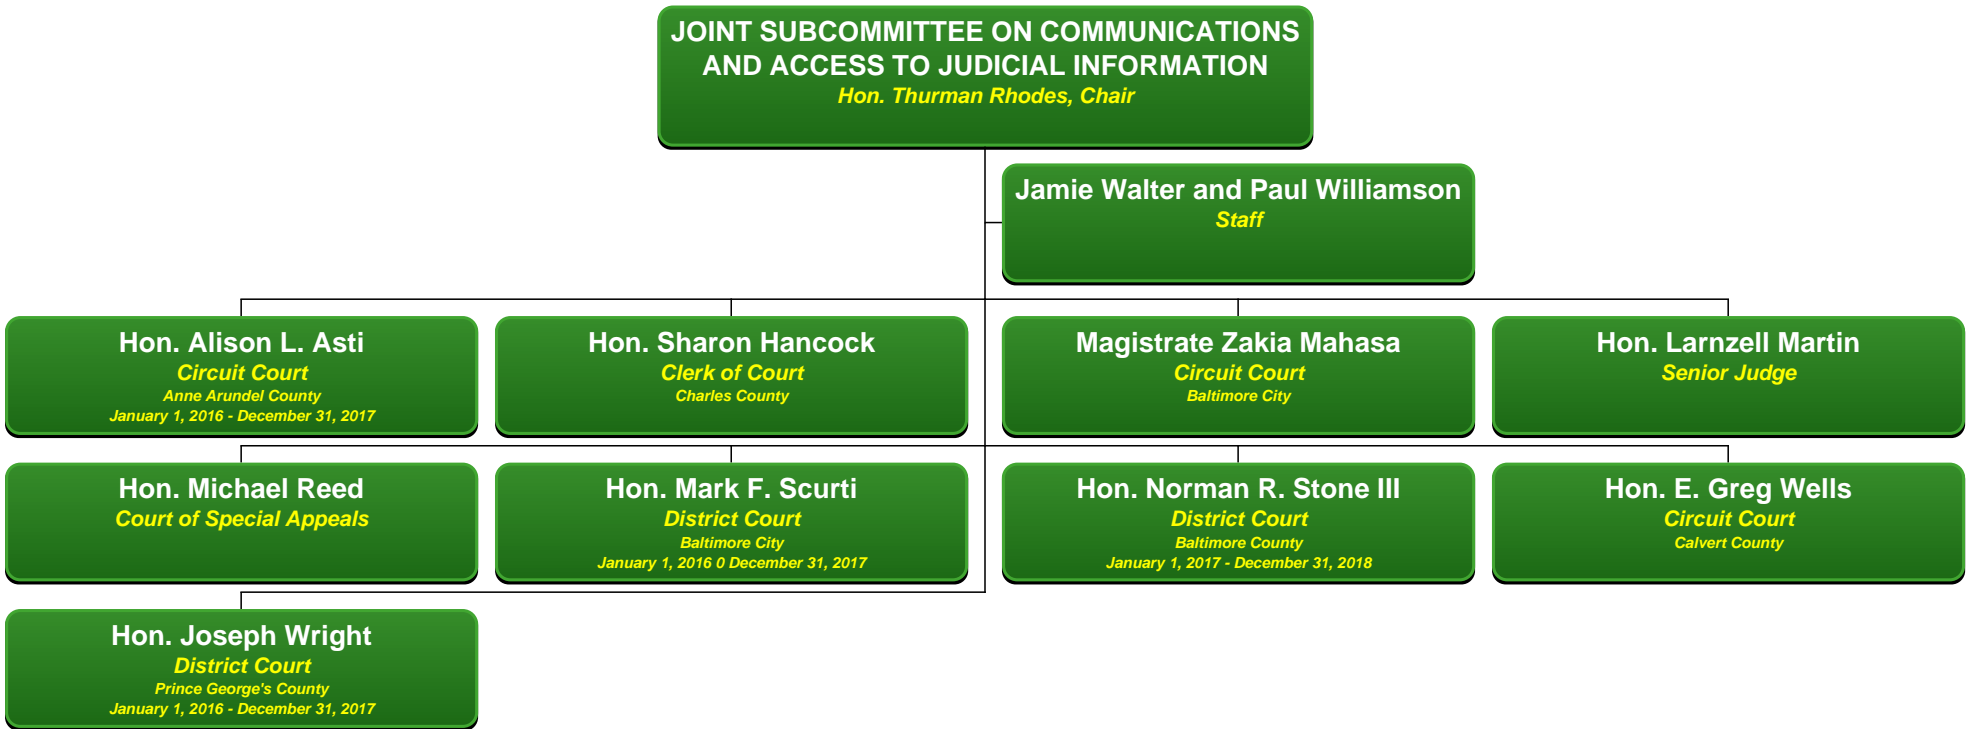 JOINT SUBCOMMITTEE ON COMMUNICATIONS
AND ACCESS TO JUDICIAL INFORMATION
Hon. Thurman Rhodes, Chair
Jamie Walter and Paul Williamson
Staff
Hon. Alison L. Asti
Circuit Court
Anne Arundel County
January 1, 2016 - December 31, 2017
Hon. Sharon Hancock
Clerk of Court
Charles County
Magistrate Zakia Mahasa
Circuit Court
Baltimore City
Hon. Larnzell Martin
Senior Judge
Hon. Michael Reed
Court of Special Appeals
Hon. Mark F. Scurti
District Court
Baltimore City
January 1, 2016 0 December 31, 2017
Hon. Norman R. Stone III
District Court
Baltimore County
January 1, 2017 - December 31, 2018
Hon. E. Greg Wells
Circuit Court
Calvert County
Hon. Joseph Wright
District Court
Prince George's County
January 1, 2016 - December 31, 2017